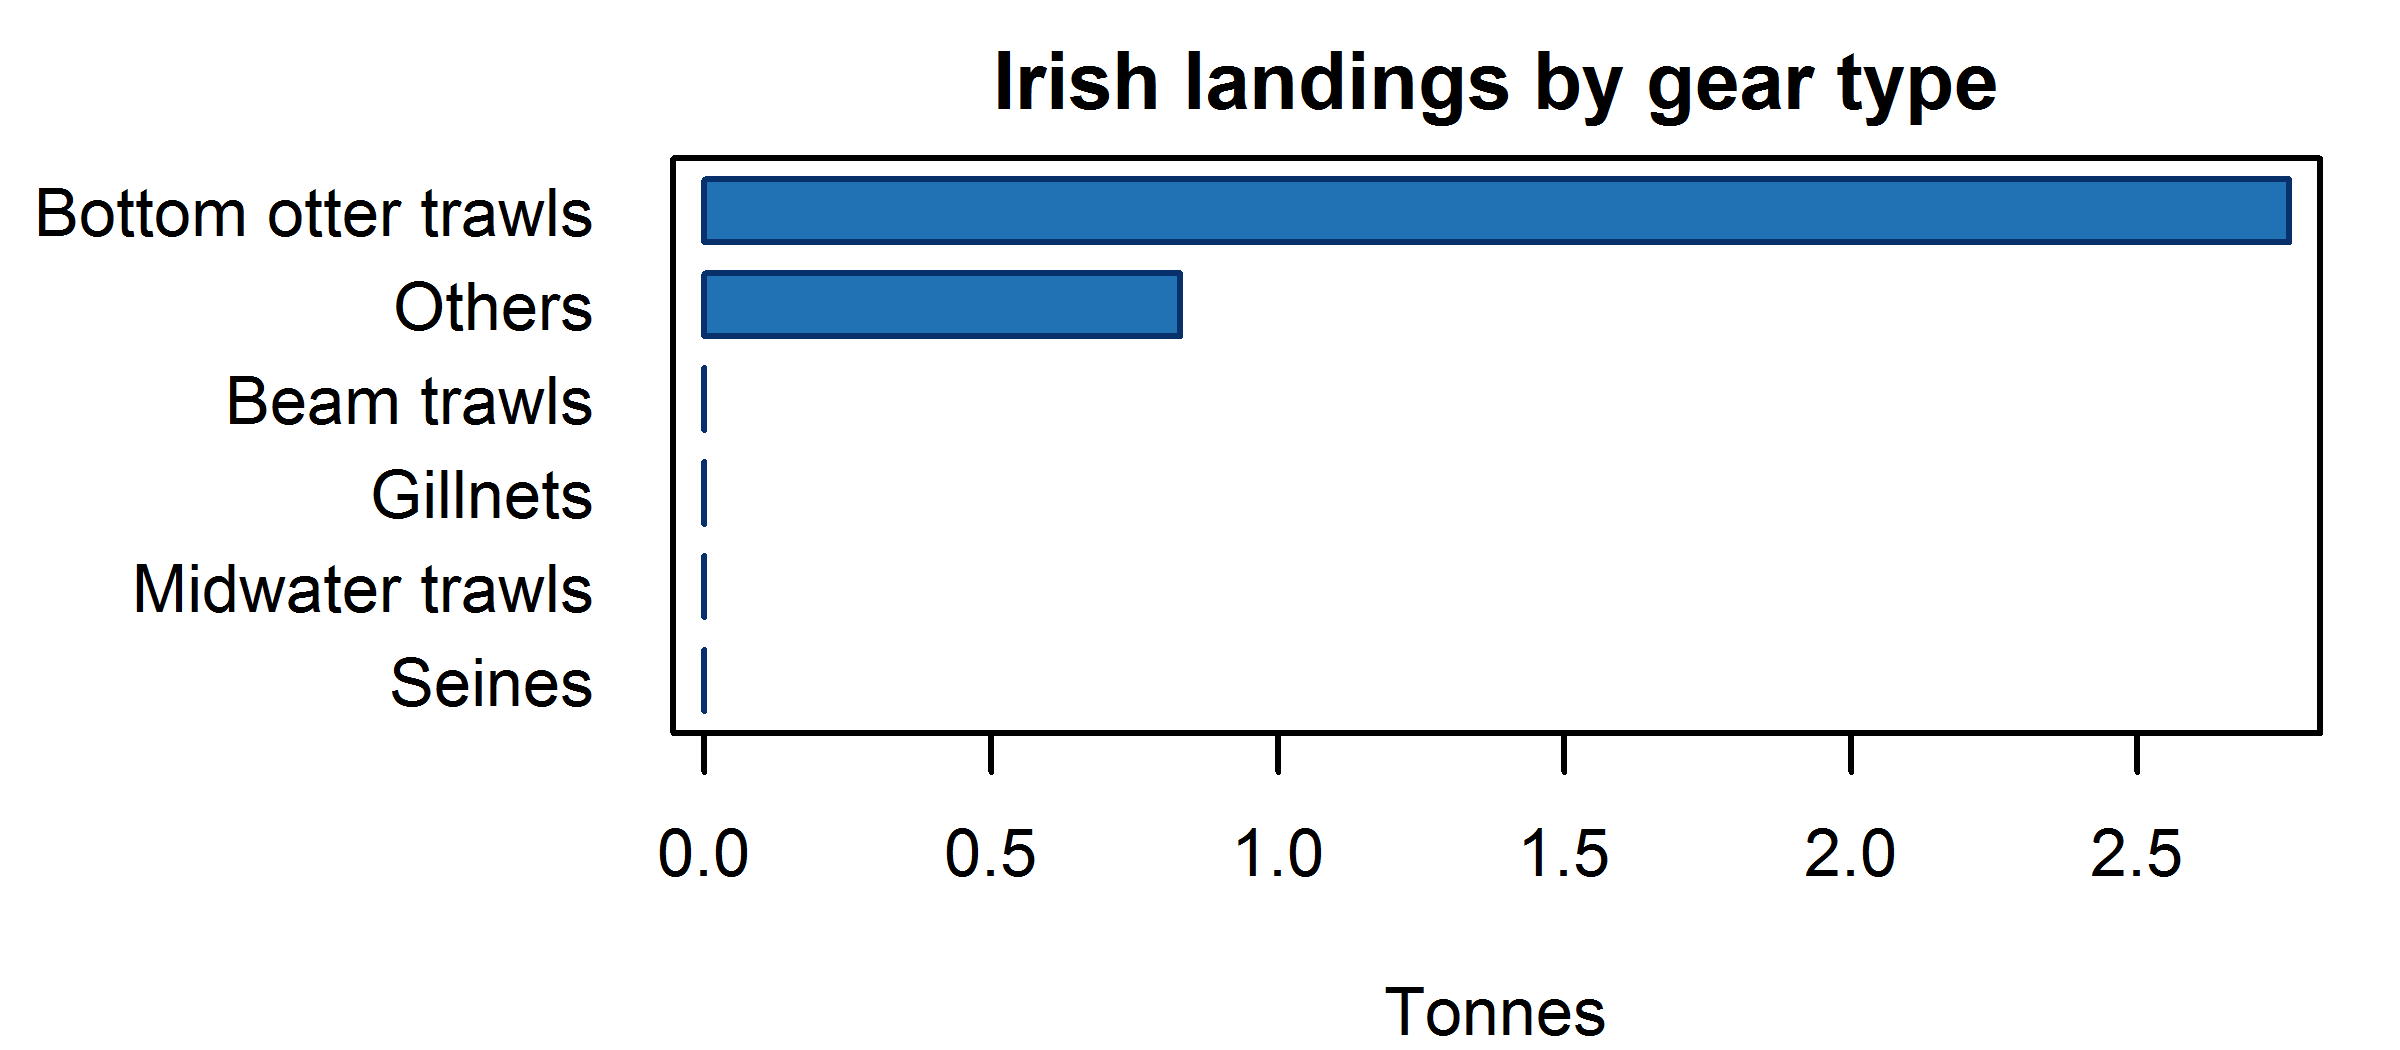 Irish landings by gear type
Bottom otter trawls
Others
Beam trawls
Gillnets
Midwater trawls
Seines
0.0 0.5 1.0 1.5 2.0 2.5
Tonnes